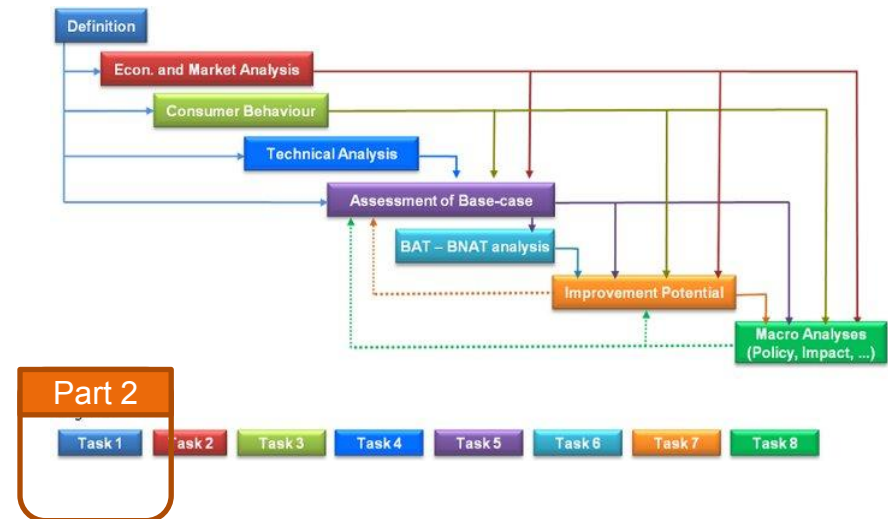 Definition
Econ. and Market Analysis
Consumer Behaviour
Technical Analysis
Assessment of Base-case
BAT – BNAT analysis
Improvement Potential
Macro Analyses
(Policy, Impact, ...)
Part 2
Task 1
Task 2
Task 3
Task 4
Task 5
Task 6
Task 7
Task 8